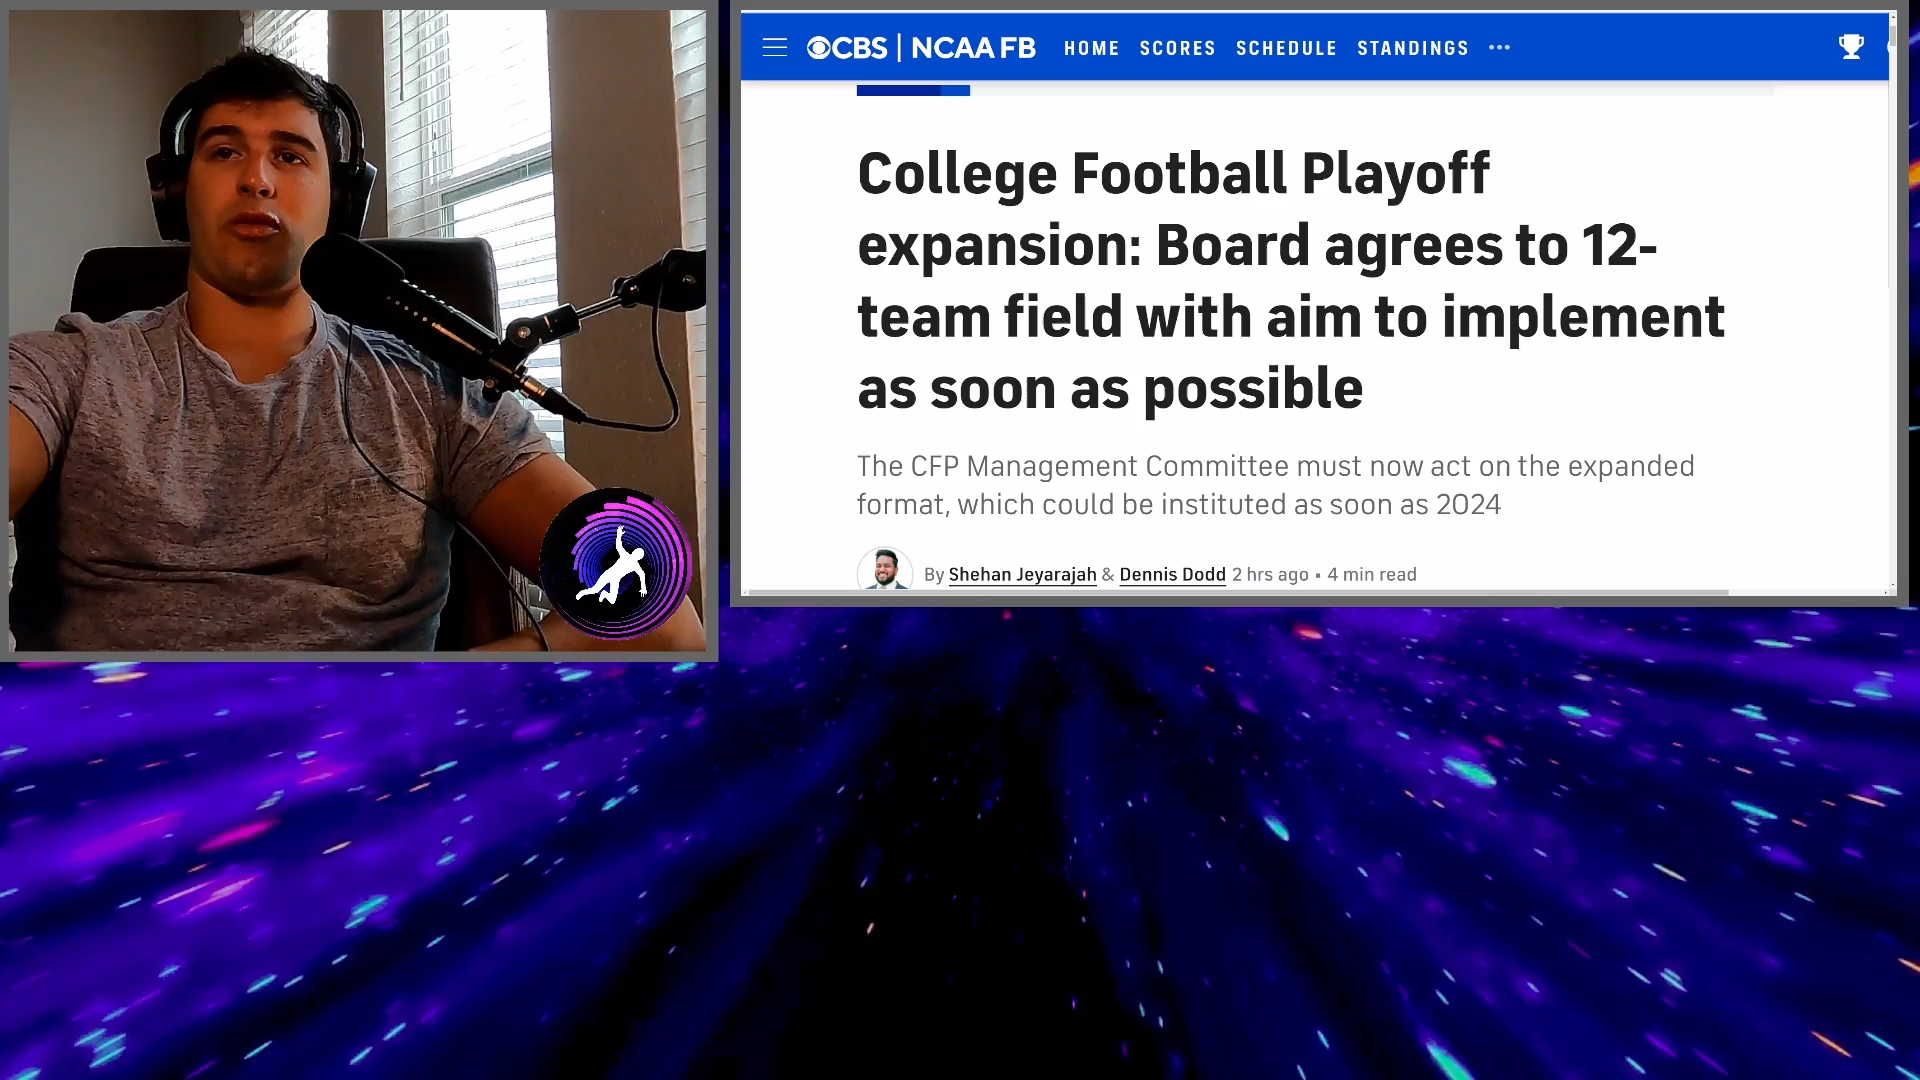 CBS | NCAA FB HOME SCORES SCHEDULE STANDINGS •••
College Football Playoff
expansion: Board agrees to 12-
team field with aim to implement
as soon as possible
The CFP Management Committee must now act on the expanded
format, which could be instituted as soon as 2024
By Shehan Jeyarajah & Dennis Dodd 2 hrs ago • 4 min read